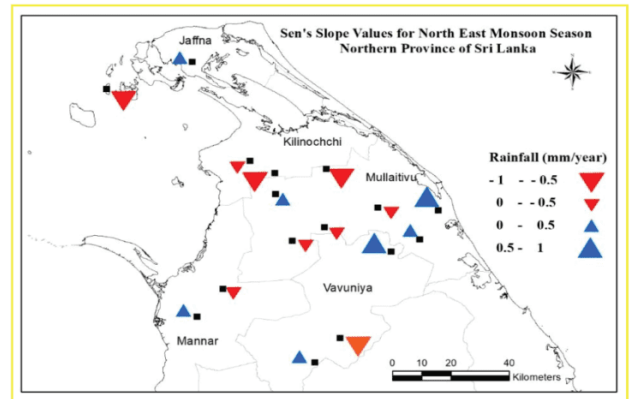 Sen's Slope Values for North East Monsoon Season
Northern Province of Sri Lanka
Jaffna
Kilinochchi
Mullaitivu
Vavuniya
Mannar
Rainfall (mm/year)
- 1 - - 0.5
0 - - 0.5
0 - 0.5
0.5 - 1
0 10 20 40
Kilometers